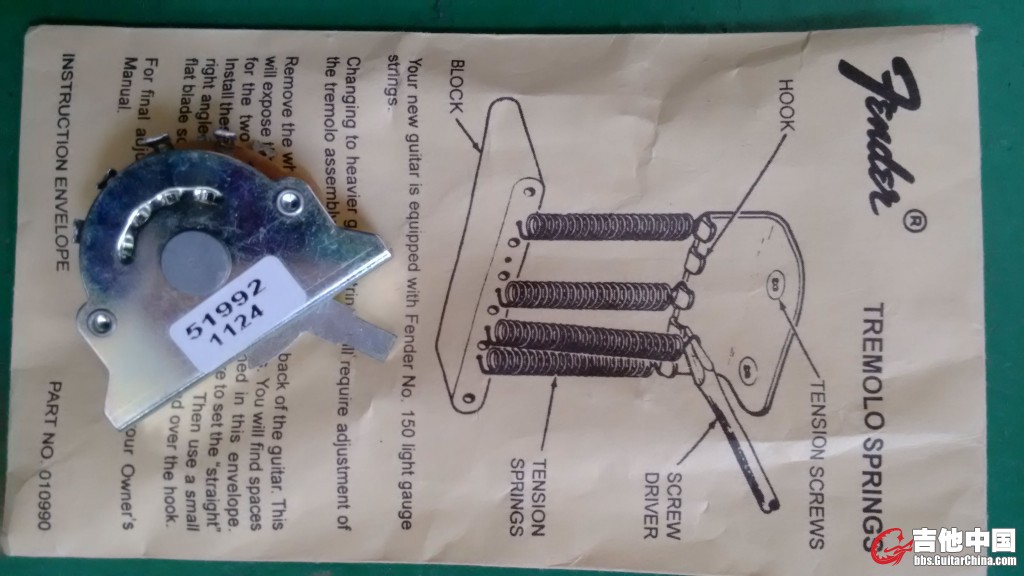 Fender®
TREMOLO SPRINGS
HOOK
TENSION SCREWS
SCREW
DRIVER
TENSION
SPRINGS
BLOCK
Your new guitar is equipped with Fender No. 150 light gauge
strings.
Changing to heavier require adjustment of
the tremolo
Remove the back of the guitar. This
will expose You will find spaces
for the two in this envelope.
Install the to set the "straight"
right Then use a small
flat blade over the hook.
For final Owner's
Manual.
INSTRUCTION ENVELOPE PART NO. 010990
51992
1124
吉他中国
bbs.GuitarChina.com